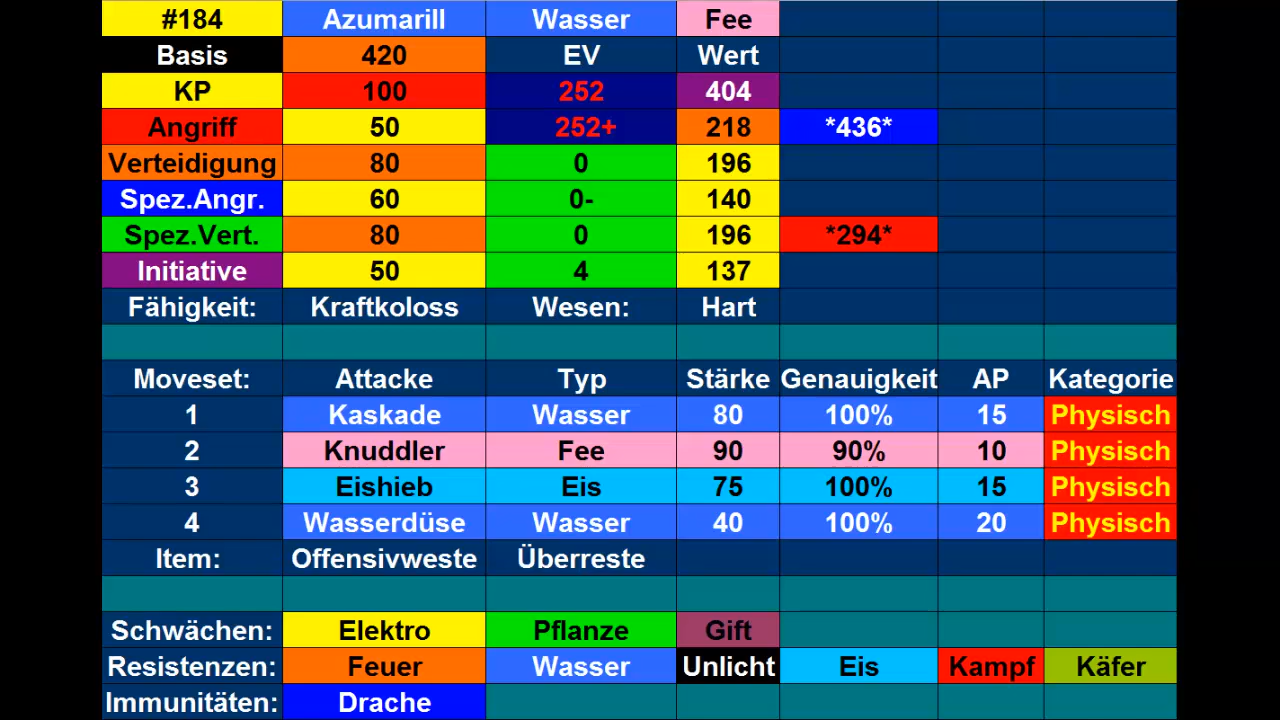 #184 Azumarill Wasser Fee
Basis 420 EV Wert
KP 100 252 404
Angriff 50 252+ 218 *436*
Verteidigung 80 0 196
Spez.Angr. 60 0- 140
Spez.Vert. 80 0 196 *294*
Initiative 50 4 137
Fähigkeit: Kraftkoloss Wesen: Hart
Moveset: Attacke Typ Stärke Genauigkeit AP Kategorie
1 Kaskade Wasser 80 100% 15 Physisch
2 Knuddler Fee 90 90% 10 Physisch
3 Eishieb Eis 75 100% 15 Physisch
4 Wasserdüse Wasser 40 100% 20 Physisch
Item: Offensivweste Überreste
Schwächen: Elektro Pflanze Gift
Resistenzen: Feuer Wasser Unlicht Eis Kampf Käfer
Immunitäten: Drache